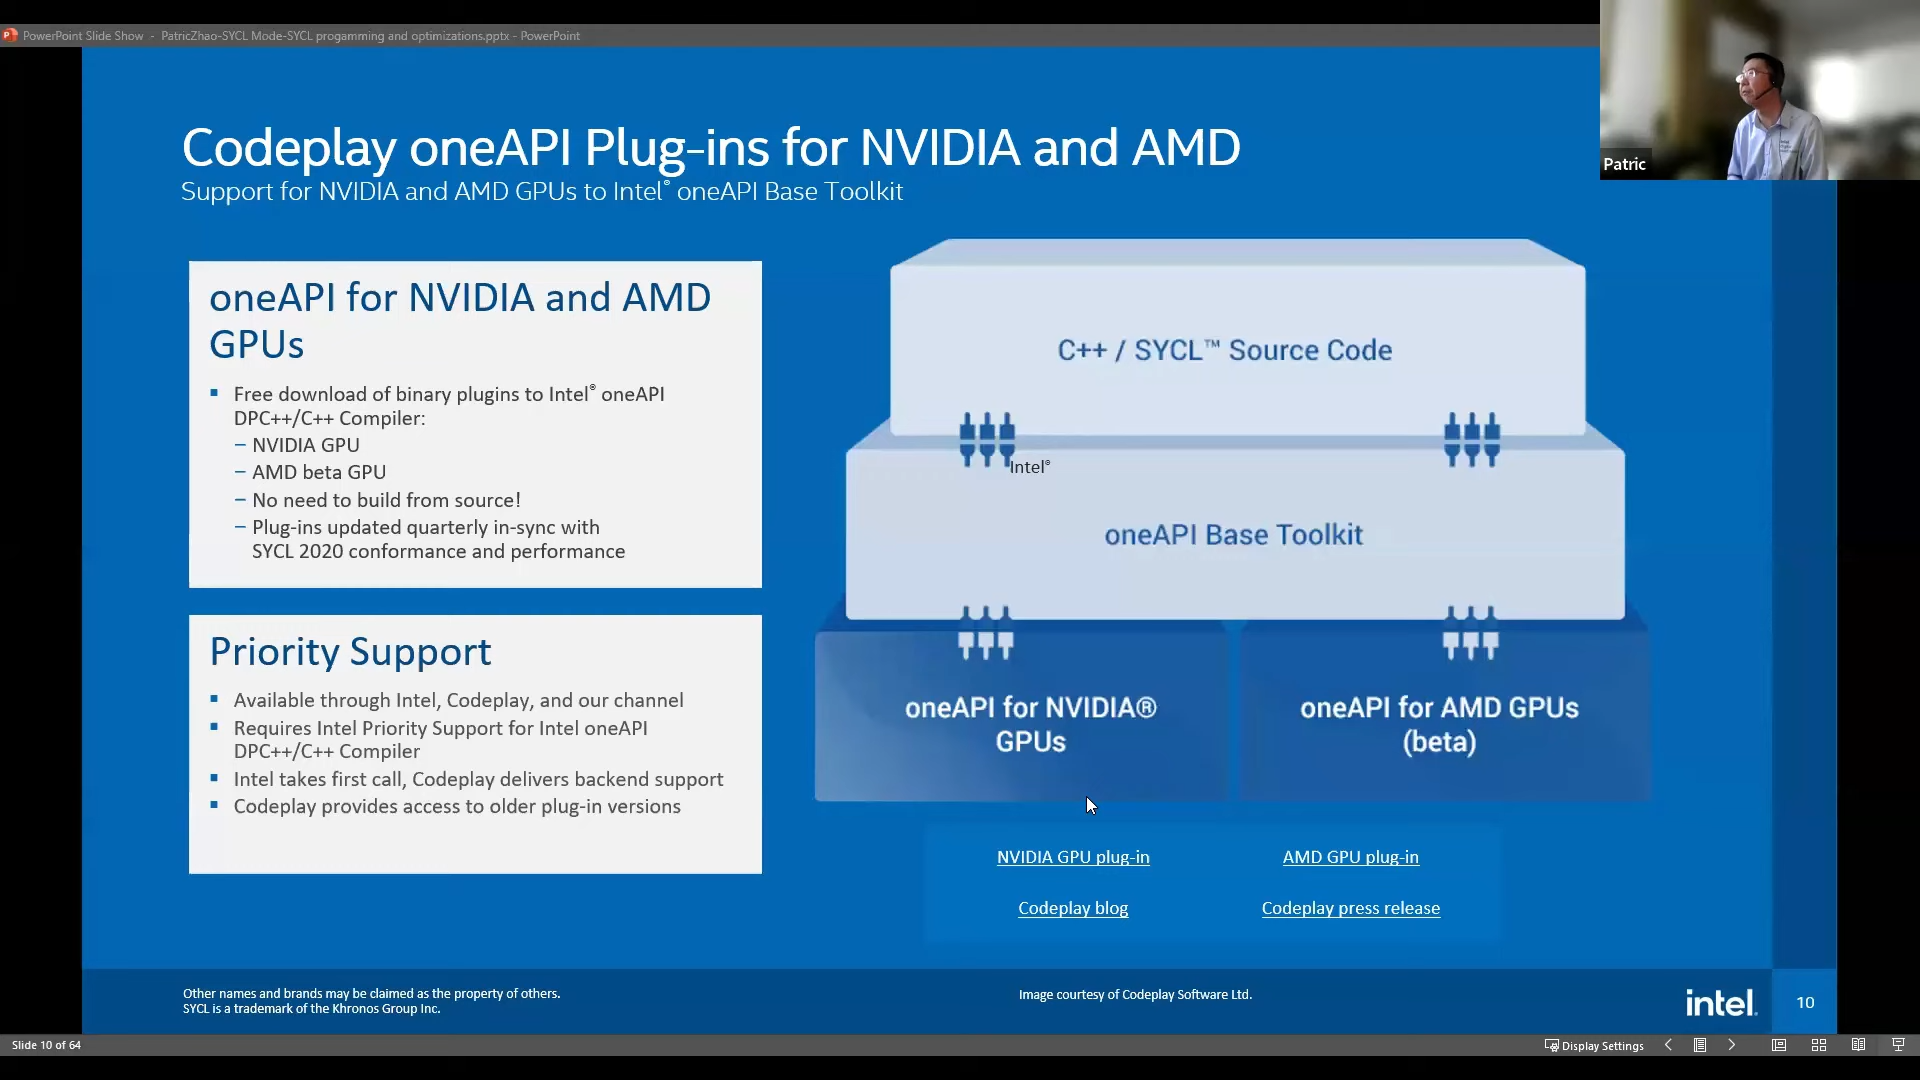 PowerPoint Slide Show - PatricZhao-SYCL Mode-SYCL progamming and optimizations.pptx - PowerPoint
Patric
Codeplay oneAPI Plug-ins for NVIDIA and AMD
Support for NVIDIA and AMD GPUs to Intel® oneAPI Base Toolkit
oneAPI for NVIDIA and AMD
GPUs
▪ Free download of binary plugins to Intel® oneAPI
DPC++/C++ Compiler:
– NVIDIA GPU
– AMD beta GPU
– No need to build from source!
– Plug-ins updated quarterly in-sync with
SYCL 2020 conformance and performance
Priority Support
▪ Available through Intel, Codeplay, and our channel
▪ Requires Intel Priority Support for Intel oneAPI
DPC++/C++ Compiler
▪ Intel takes first call, Codeplay delivers backend support
▪ Codeplay provides access to older plug-in versions
C++ / SYCL™ Source Code
Intel®
oneAPI Base Toolkit
oneAPI for NVIDIA®
GPUs
oneAPI for AMD GPUs
(beta)
NVIDIA GPU plug-in
AMD GPU plug-in
Codeplay blog
Codeplay press release
Other names and brands may be claimed as the property of others.
SYCL is a trademark of the Khronos Group Inc.
Image courtesy of Codeplay Software Ltd.
intel.
10
Slide 10 of 64
Display Settings